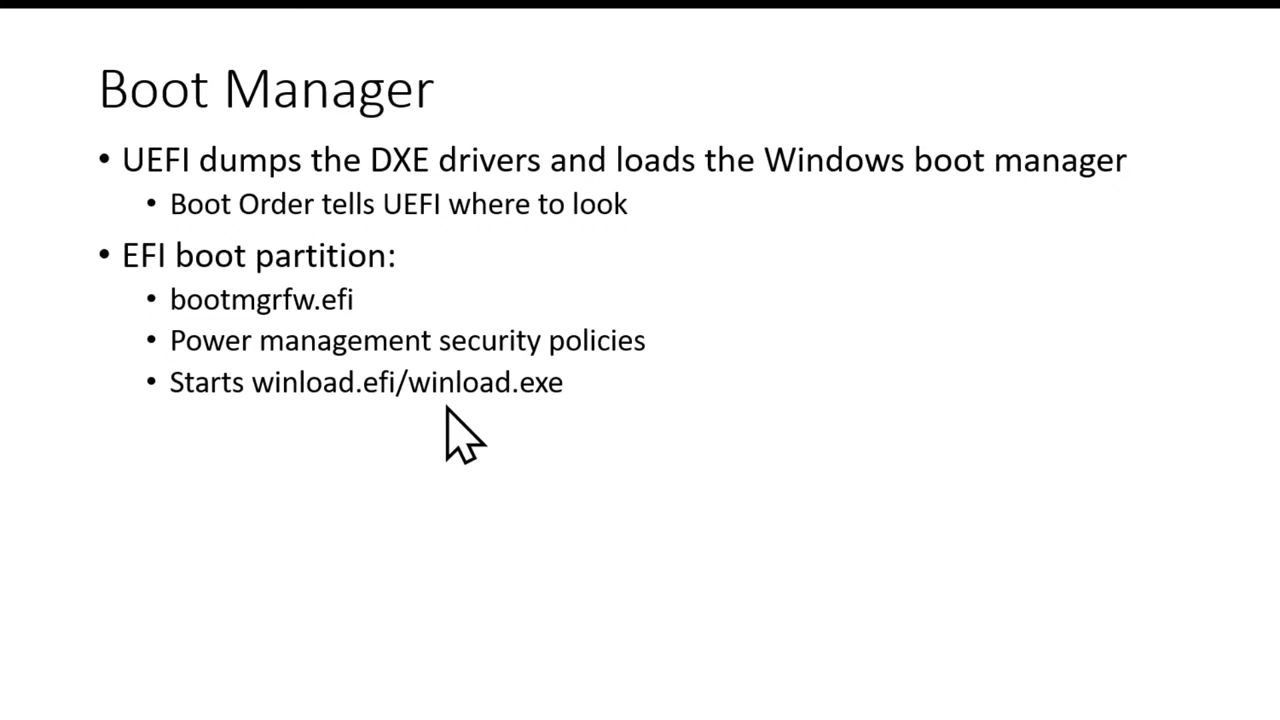 Boot Manager
• UEFI dumps the DXE drivers and loads the Windows boot manager
• Boot Order tells UEFI where to look
• EFI boot partition:
• bootmgrfw.efi
• Power management security policies
• Starts winload.efi/winload.exe